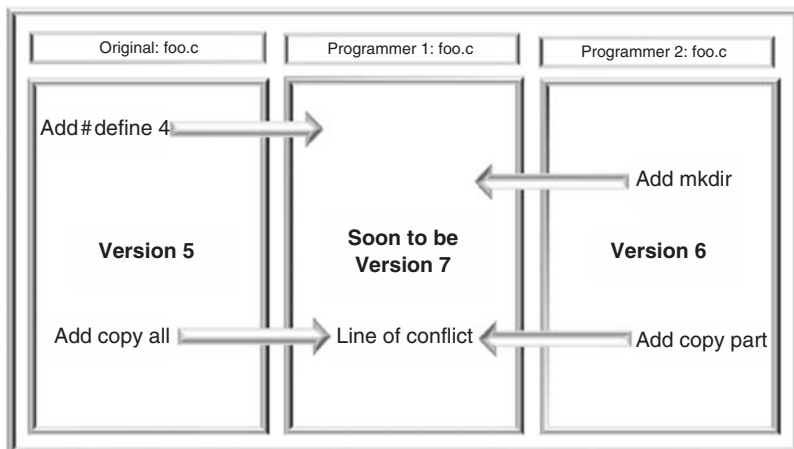 Original: foo.c
Programmer 1: foo.c
Programmer 2: foo.c
Add # define 4
Add mkdir
Version 5
Soon to be
Version 7
Version 6
Add copy all
Line of conflict
Add copy part